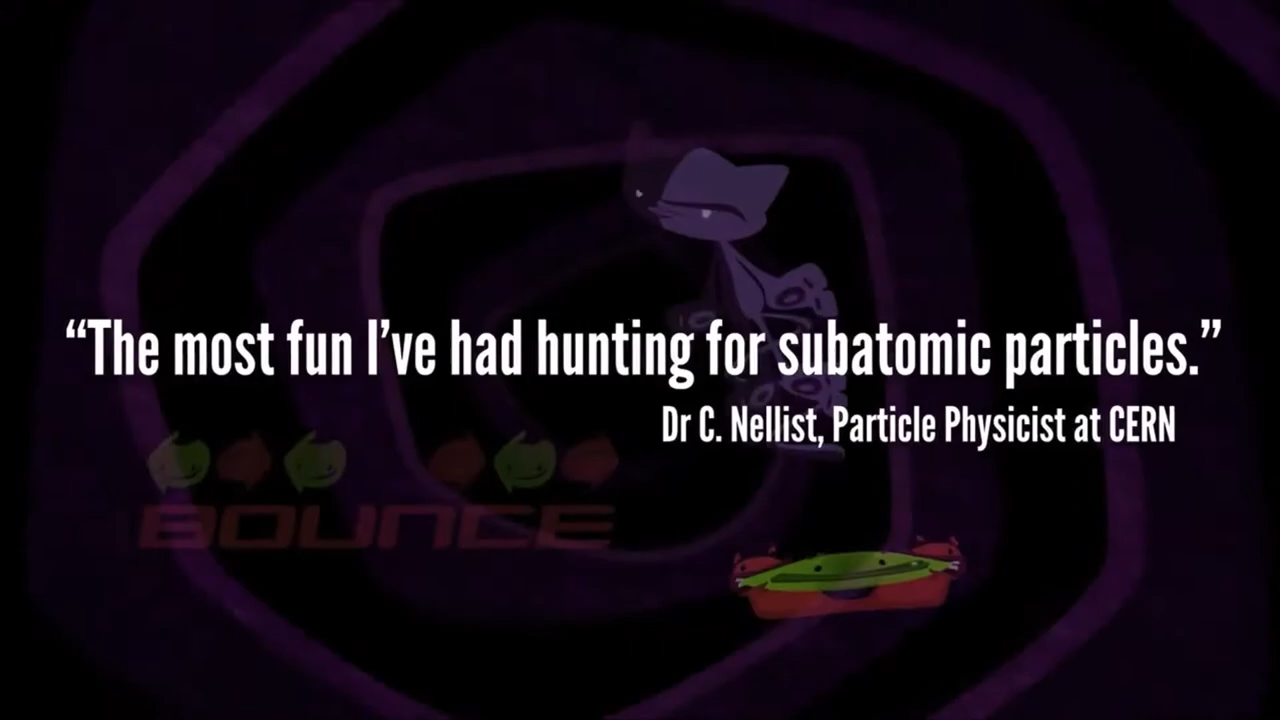 “The most fun I’ve had hunting for subatomic particles.”
Dr C. Nellist, Particle Physicist at CERN
BOUNCE